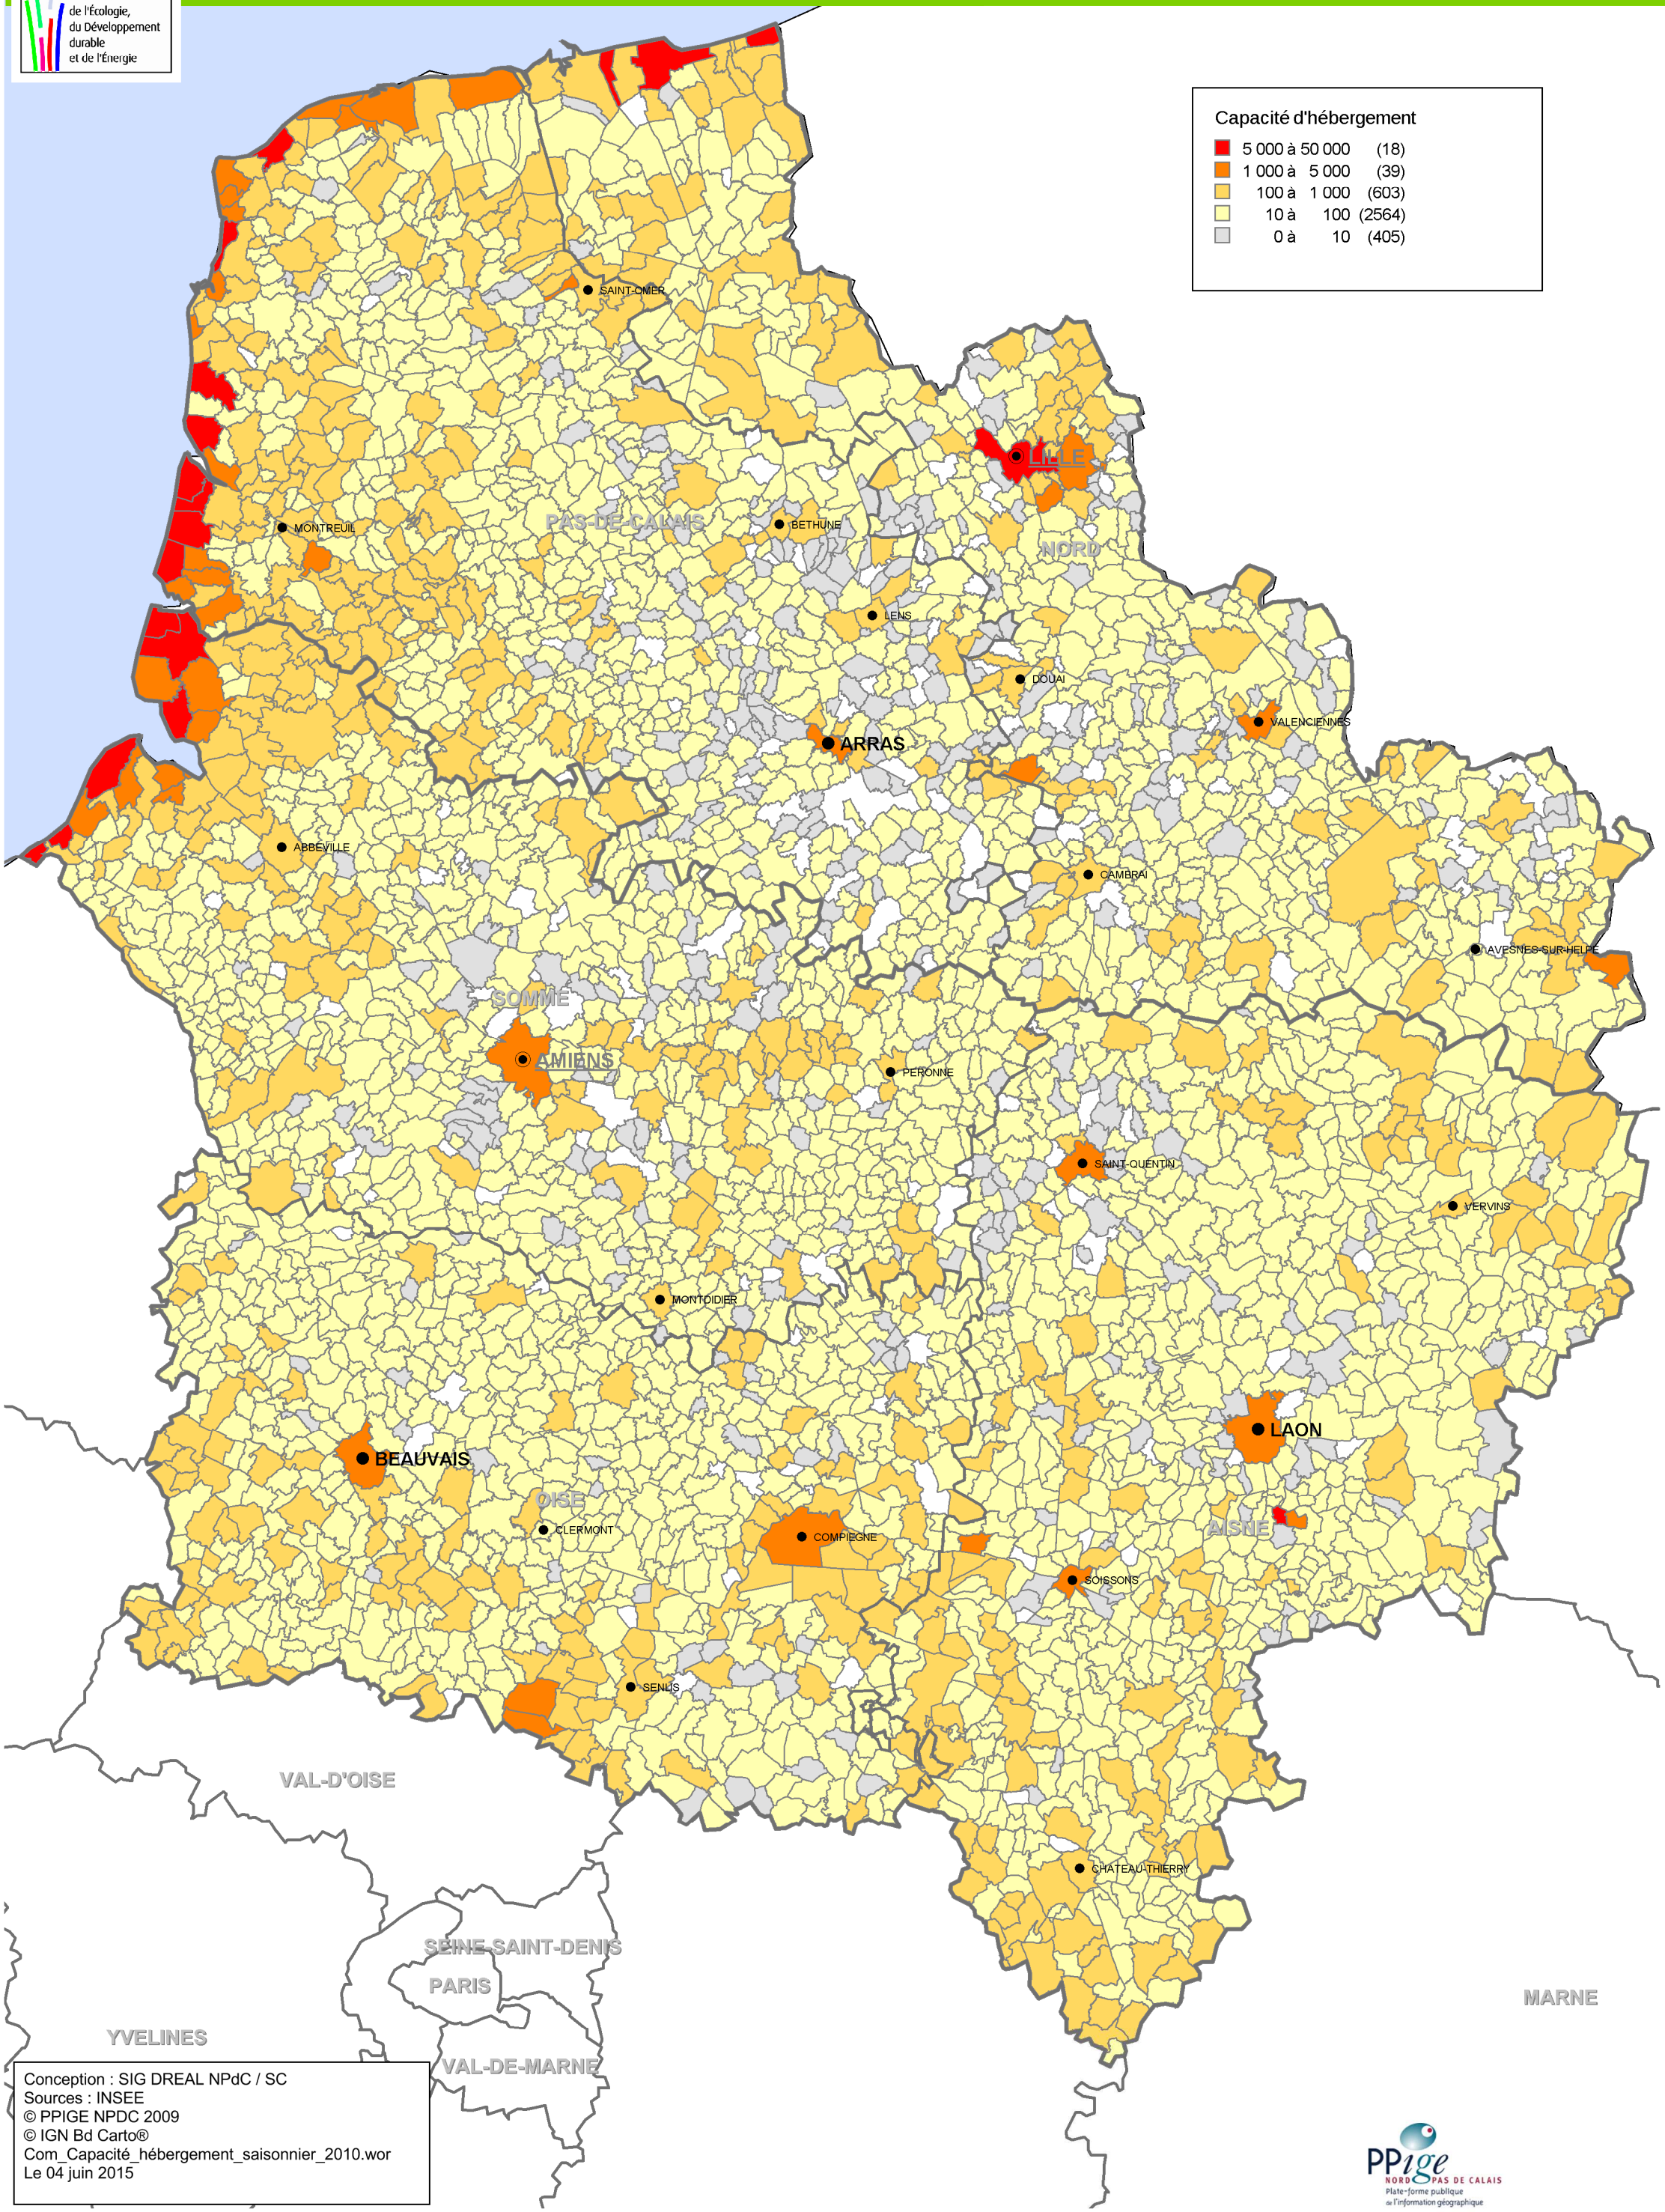 de l'Écologie,
du Développement
durable
et de l'Énergie
Capacité d'hébergement
5 000 à 50 000 (18)
1 000 à 5 000 (39)
100 à 1 000 (603)
10 à 100 (2564)
0 à 10 (405)
SAINT-OMER
LILLE
MONTREUIL
PAS-DE-CALAIS
BETHUNE
NORD
LENS
DOUAI
VALENCIENNES
ARRAS
ABBEVILLE
CAMBRAI
AVESNES-SUR-HELPE
SOMME
AMIENS
PERONNE
SAINT-QUENTIN
VERVINS
MONTDIDIER
LAON
BEAUVAIS
OISE
CLERMONT
AISNE
COMPIEGNE
SOISSONS
SENLIS
VAL-D'OISE
CHATEAU-THIERRY
SEINE-SAINT-DENIS
PARIS
MARNE
YVELINES
VAL-DE-MARNE
Conception : SIG DREAL NPdC / SC
Sources : INSEE
© PPIGE NPDC 2009
© IGN Bd Carto®
Com_Capacité_hébergement_saisonnier_2010.wor
Le 04 juin 2015
PPige
NORD PAS DE CALAIS
Plate-forme publique
de l'information géographique